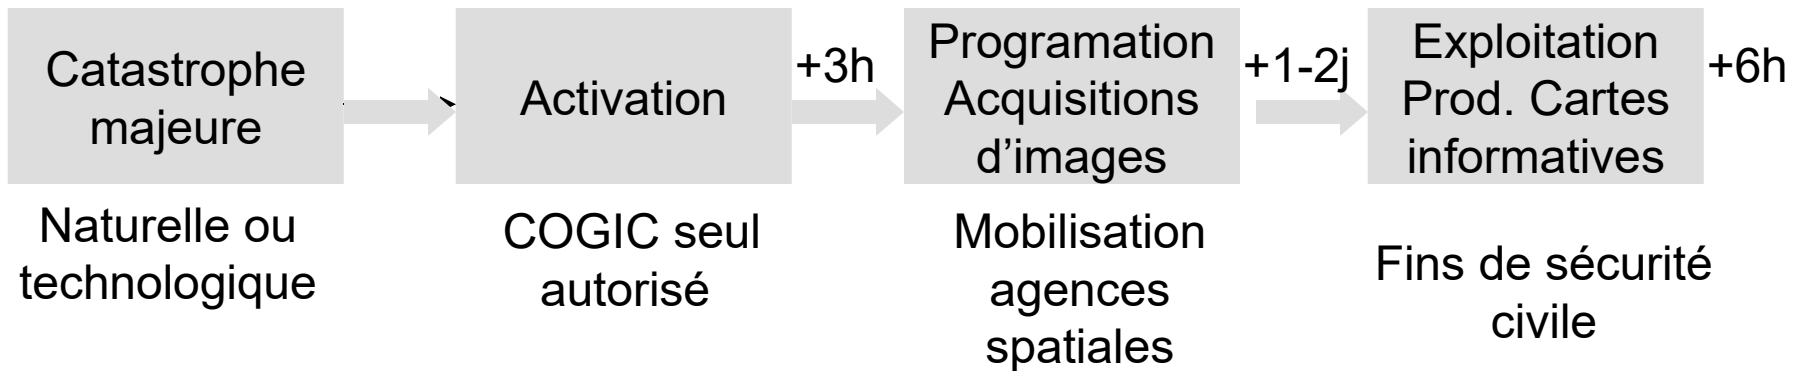 Catastrophe
majeure
Naturelle ou
technologique
Activation
COGIC seul
autorisé
+3h
Programation
Acquisitions
d’images
Mobilisation
agences
spatiales
+1-2j
Exploitation
Prod. Cartes
informatives
Fins de sécurité
civile
+6h